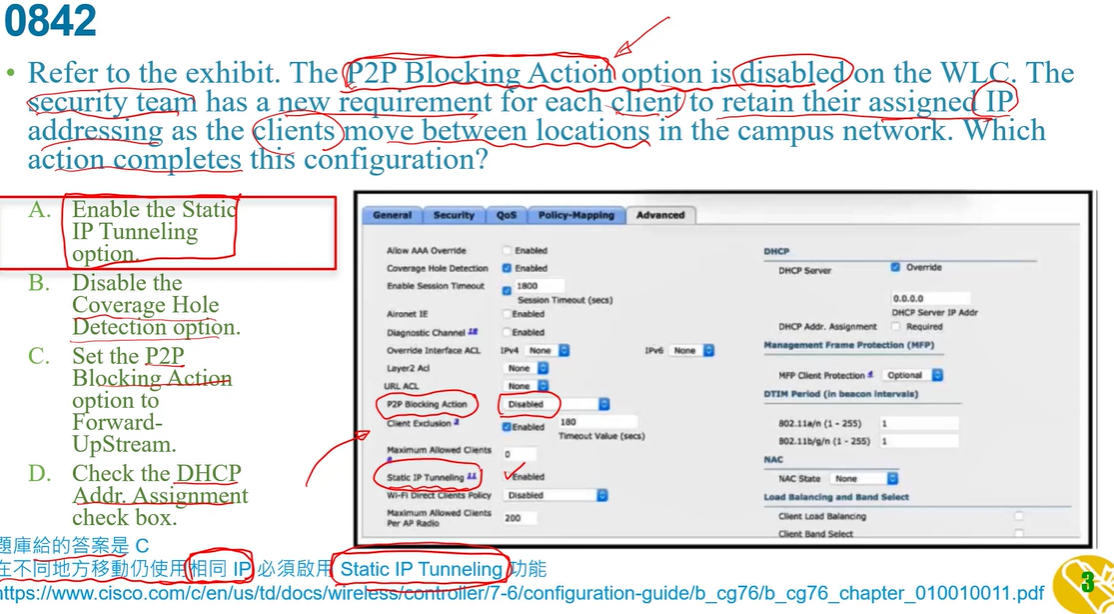 0842
• Refer to the exhibit. The P2P Blocking Action option is disabled on the WLC. The
security team has a new requirement for each client to retain their assigned IP
addressing as the clients move between locations in the campus network. Which
action completes this configuration?
A. Enable the Static
IP Tunneling
option.
B. Disable the
Coverage Hole
Detection option.
C. Set the P2P
Blocking Action
option to
Forward-
UpStream.
D. Check the DHCP
Addr. Assignment
check box.
General Security QoS Policy-Mapping Advanced
Allow AAA Override Enabled
Coverage Hole Detection Enabled
Enable Session Timeout 1800
Session Timeout (secs)
Aironet IE Enabled
Diagnostic Channel 18 Enabled
Override Interface ACL IPv4 None IPv6 None
Layer2 Acl None
URL ACL None
P2P Blocking Action Disabled
Client Exclusion 3 Enabled 180
Timeout Value (secs)
Maximum Allowed Clients 0
Static IP Tunneling 11 Enabled
Wi-Fi Direct Clients Policy Disabled
Maximum Allowed Clients
Per AP Radio 200
DHCP
DHCP Server Override
0.0.0.0
DHCP Server IP Addr
DHCP Addr. Assignment Required
Management Frame Protection (MFP)
MFP Client Protection 4 Optional
DTIM Period (in beacon intervals)
802.11a/n (1 - 255) 1
802.11b/g/n (1 - 255) 1
NAC
NAC State None
Load Balancing and Band Select
Client Load Balancing
Client Band Select
題庫給的答案是 C
在不同地方移動仍使用相同 IP 必須啟用 Static IP Tunneling 功能
https://www.cisco.com/c/en/us/td/docs/wireless/controller/7-6/configuration-guide/b_cg76/b_cg76_chapter_010010011.pdf
3